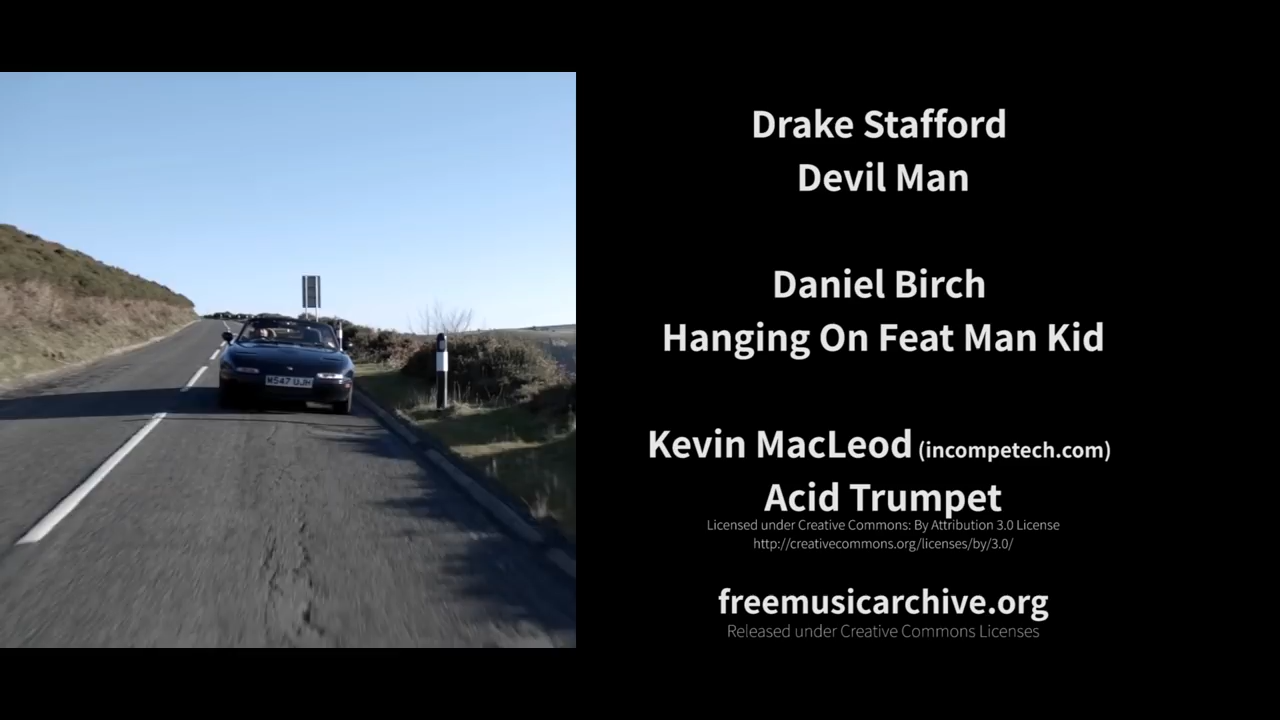 M547 UJH
Drake Stafford
Devil Man
Daniel Birch
Hanging On Feat Man Kid
Kevin MacLeod (incompetech.com)
Acid Trumpet
Licensed under Creative Commons: By Attribution 3.0 License
http://creativecommons.org/licenses/by/3.0/
freemusicarchive.org
Released under Creative Commons Licenses